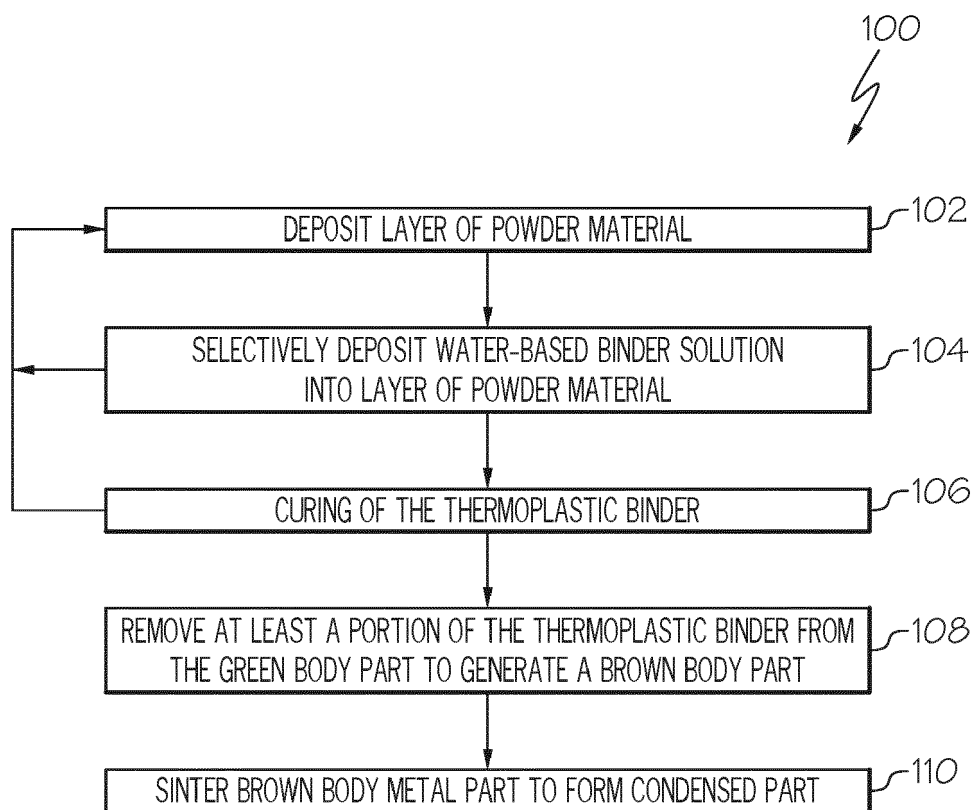 100
DEPOSIT LAYER OF POWDER MATERIAL
102
SELECTIVELY DEPOSIT WATER-BASED BINDER SOLUTION
INTO LAYER OF POWDER MATERIAL
104
CURING OF THE THERMOPLASTIC BINDER
106
REMOVE AT LEAST A PORTION OF THE THERMOPLASTIC BINDER FROM
THE GREEN BODY PART TO GENERATE A BROWN BODY PART
108
SINTER BROWN BODY METAL PART TO FORM CONDENSED PART
110